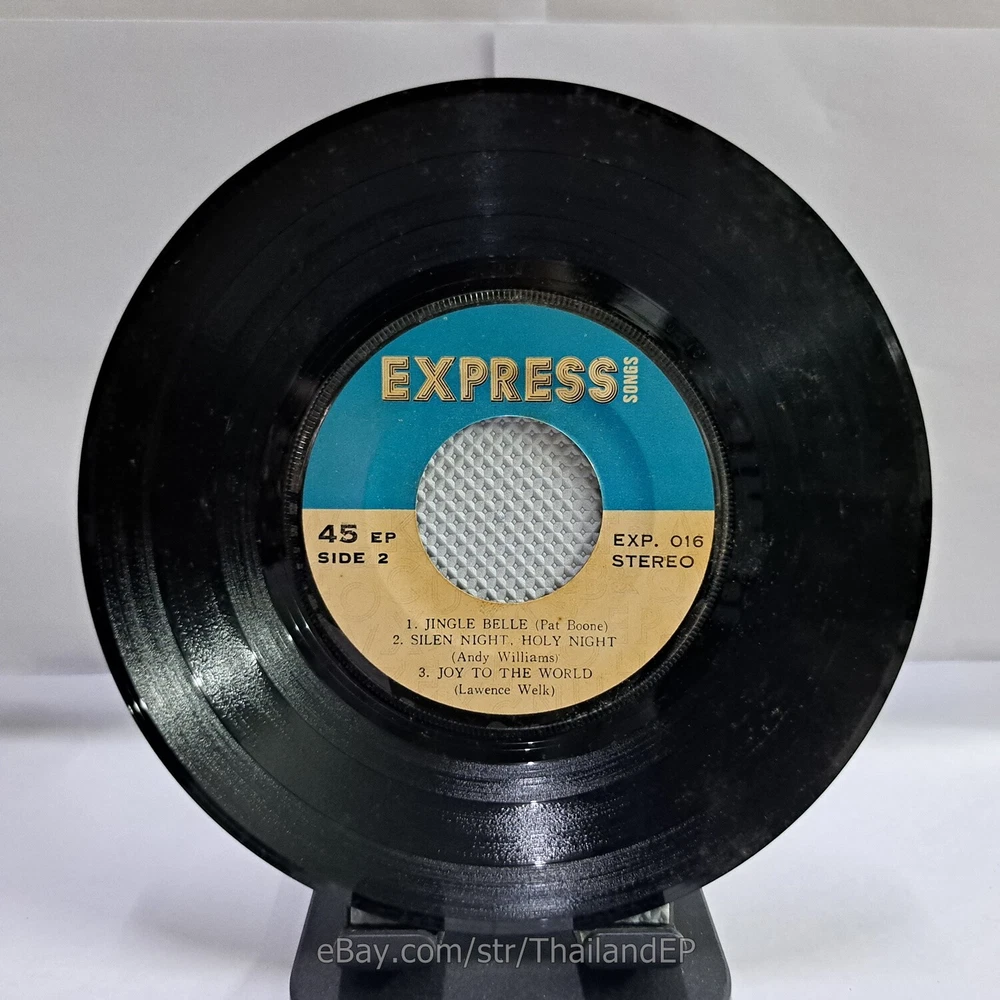 EXPRESS SONGS
45 EP
SIDE 2
EXP. 016
STEREO
1. JINGLE BELLE (Pat Boone)
2. SILEN NIGHT, HOLY NIGHT
(Andy Williams)
3. JOY TO THE WORLD
(Lawence Welk)
eBay.com/str/ThailandEP